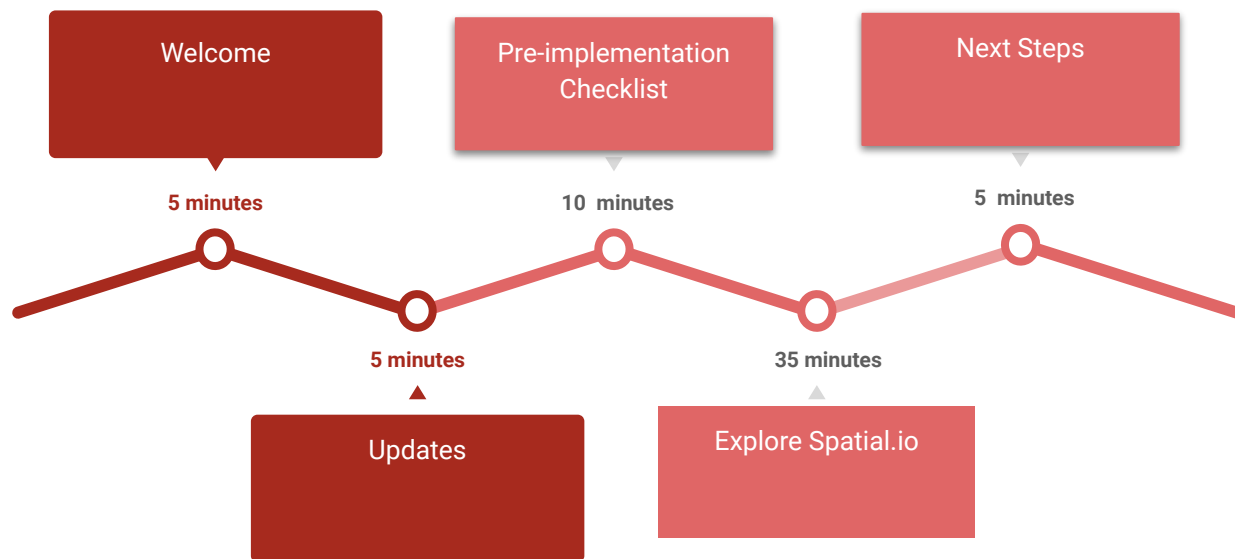 Welcome
5 minutes
Pre-implementation
Checklist
10  minutes
Next Steps
5  minutes
5 minutes
Updates
35 minutes
Explore Spatial.io